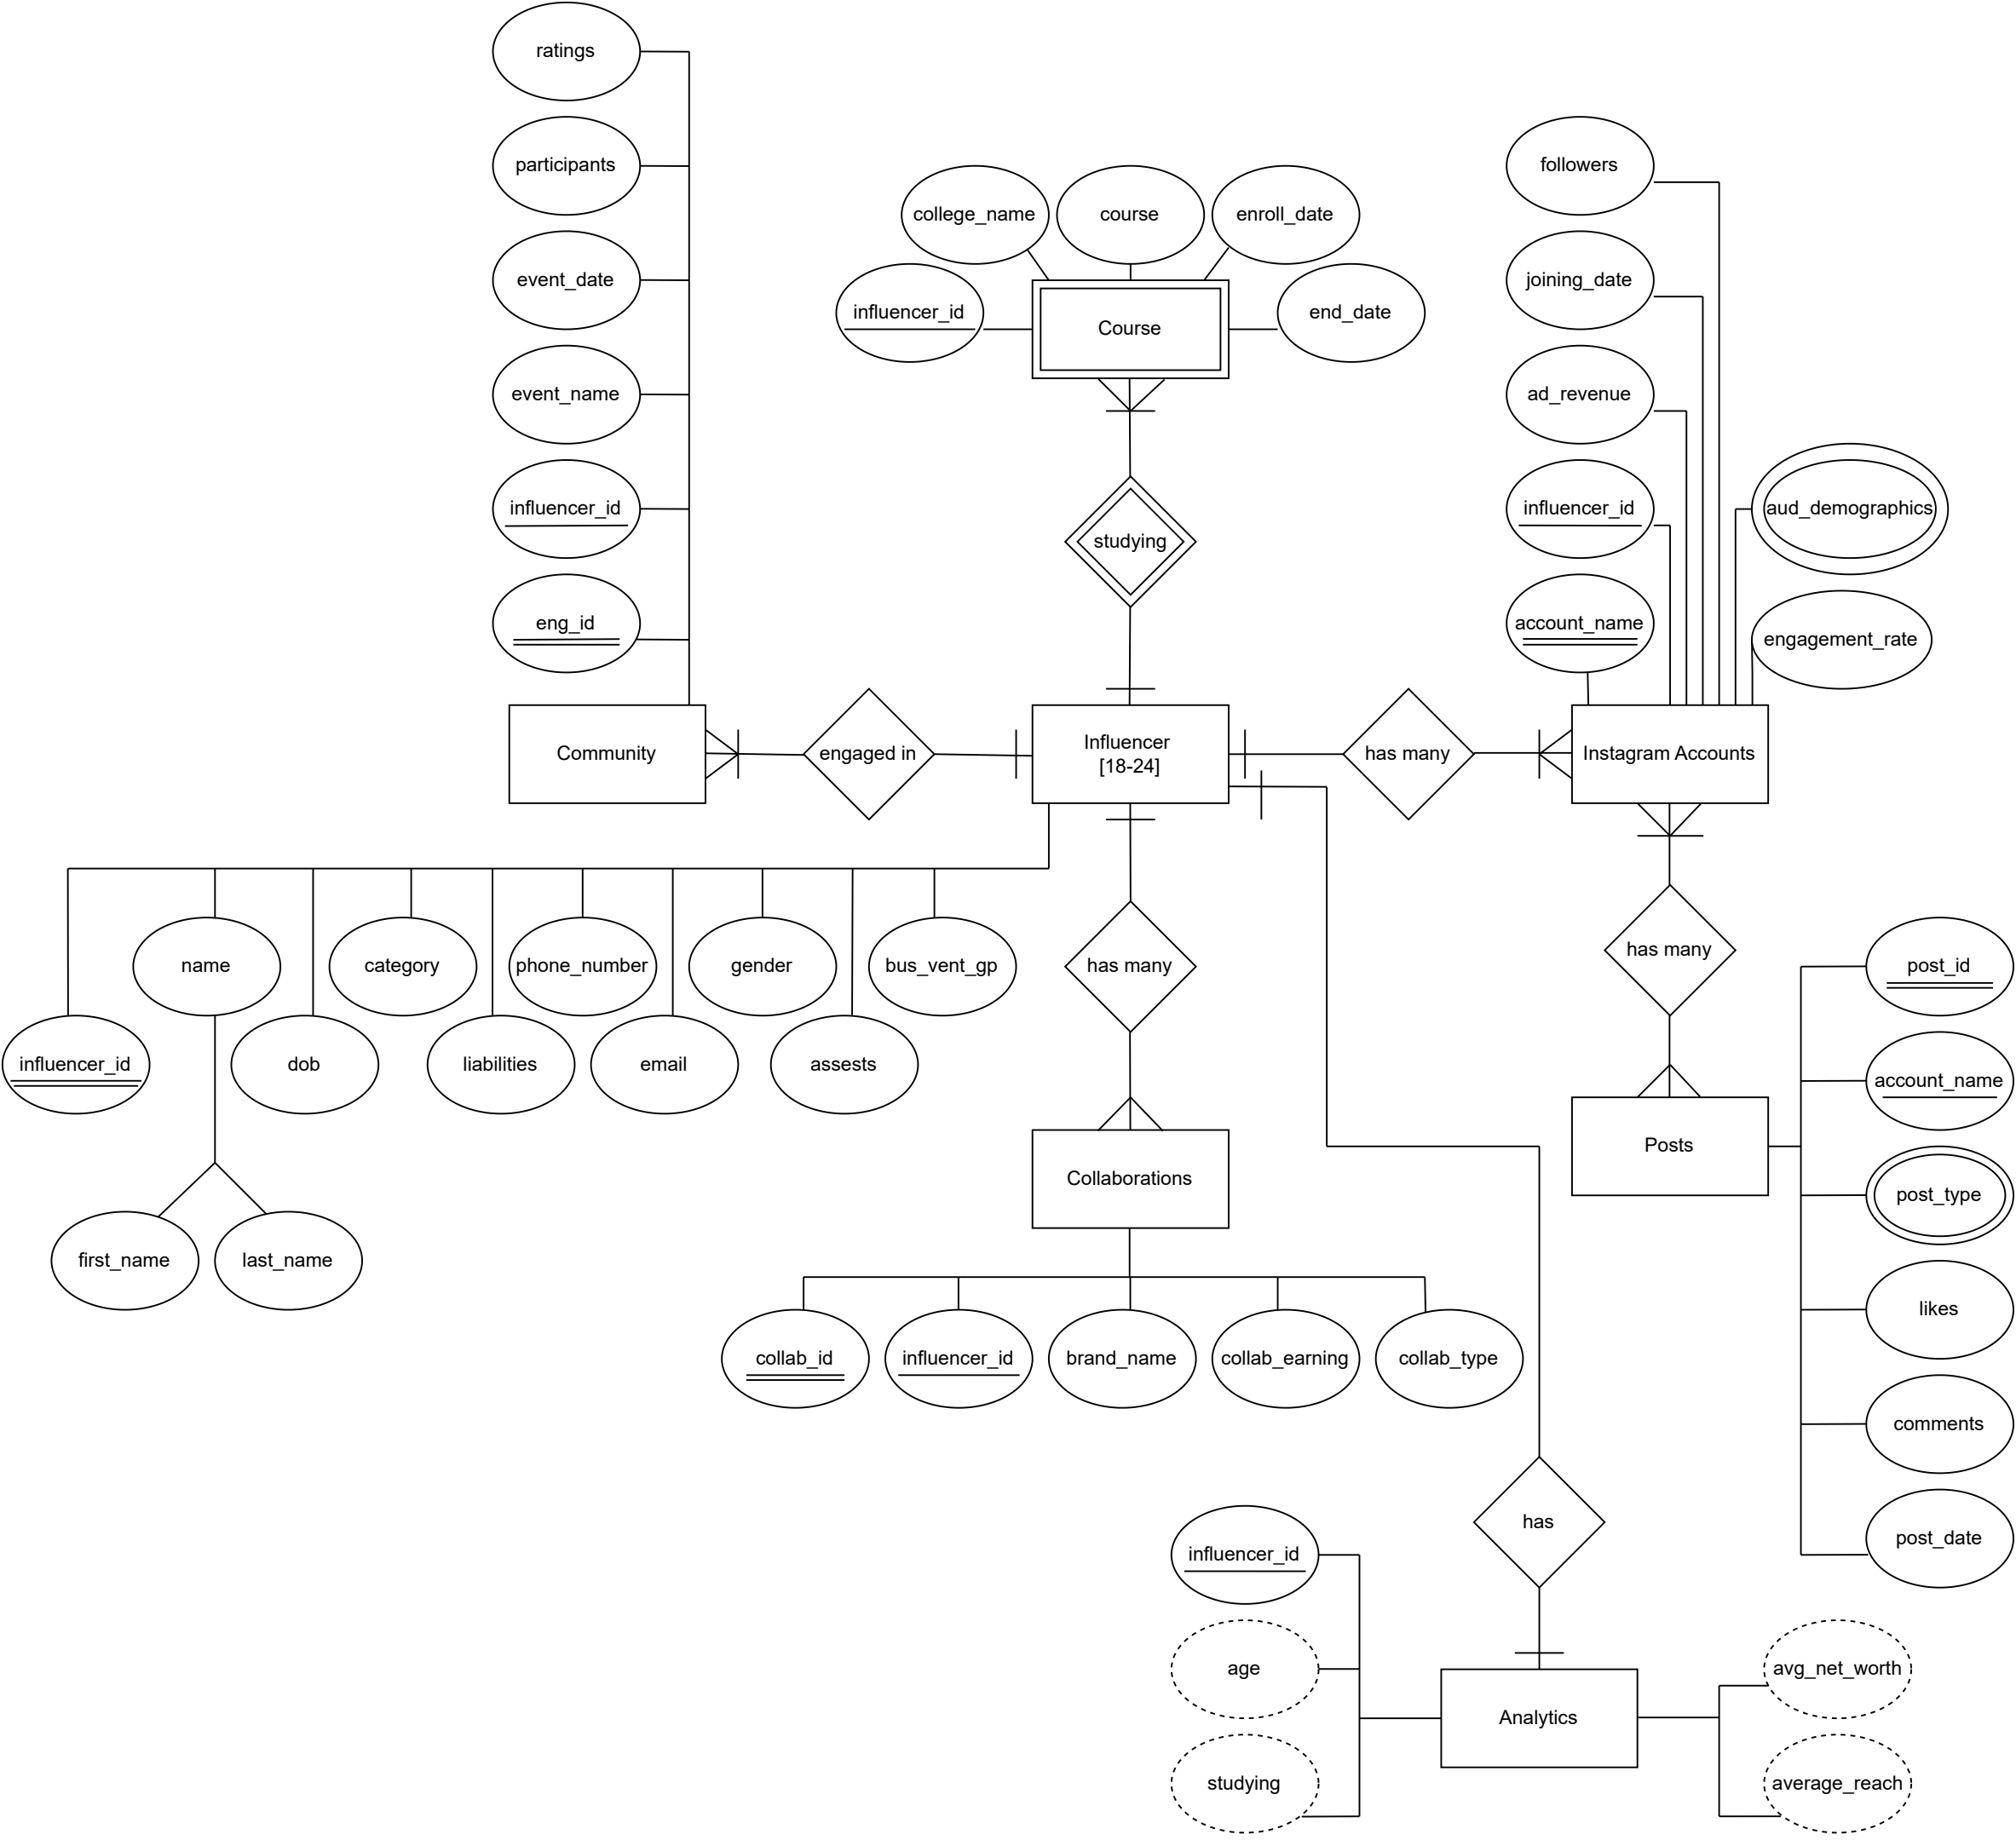 ratings
participants
event_date
event_name
influencer_id
eng_id
college_name
course
enroll_date
influencer_id
Course
end_date
studying
followers
joining_date
ad_revenue
influencer_id
account_name
aud_demographics
engagement_rate
Community
engaged in
Influencer
[18-24]
has many
Instagram Accounts
name
category
phone_number
gender
bus_vent_gp
influencer_id
dob
liabilities
email
assests
first_name
last_name
has many
Collaborations
collab_id
influencer_id
brand_name
collab_earning
collab_type
has many
Posts
post_id
account_name
post_type
likes
comments
post_date
has
influencer_id
age
studying
Analytics
avg_net_worth
average_reach